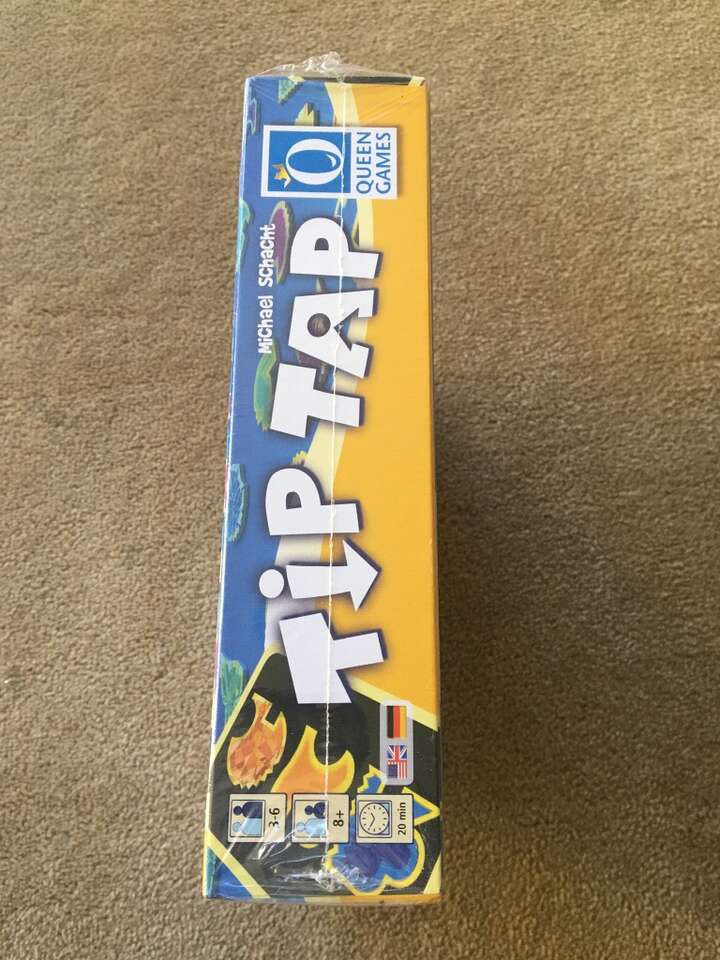 TiP TAP
MiCHael SCHaCHt
QUEEN
GAMES
3-6
8+
20 min